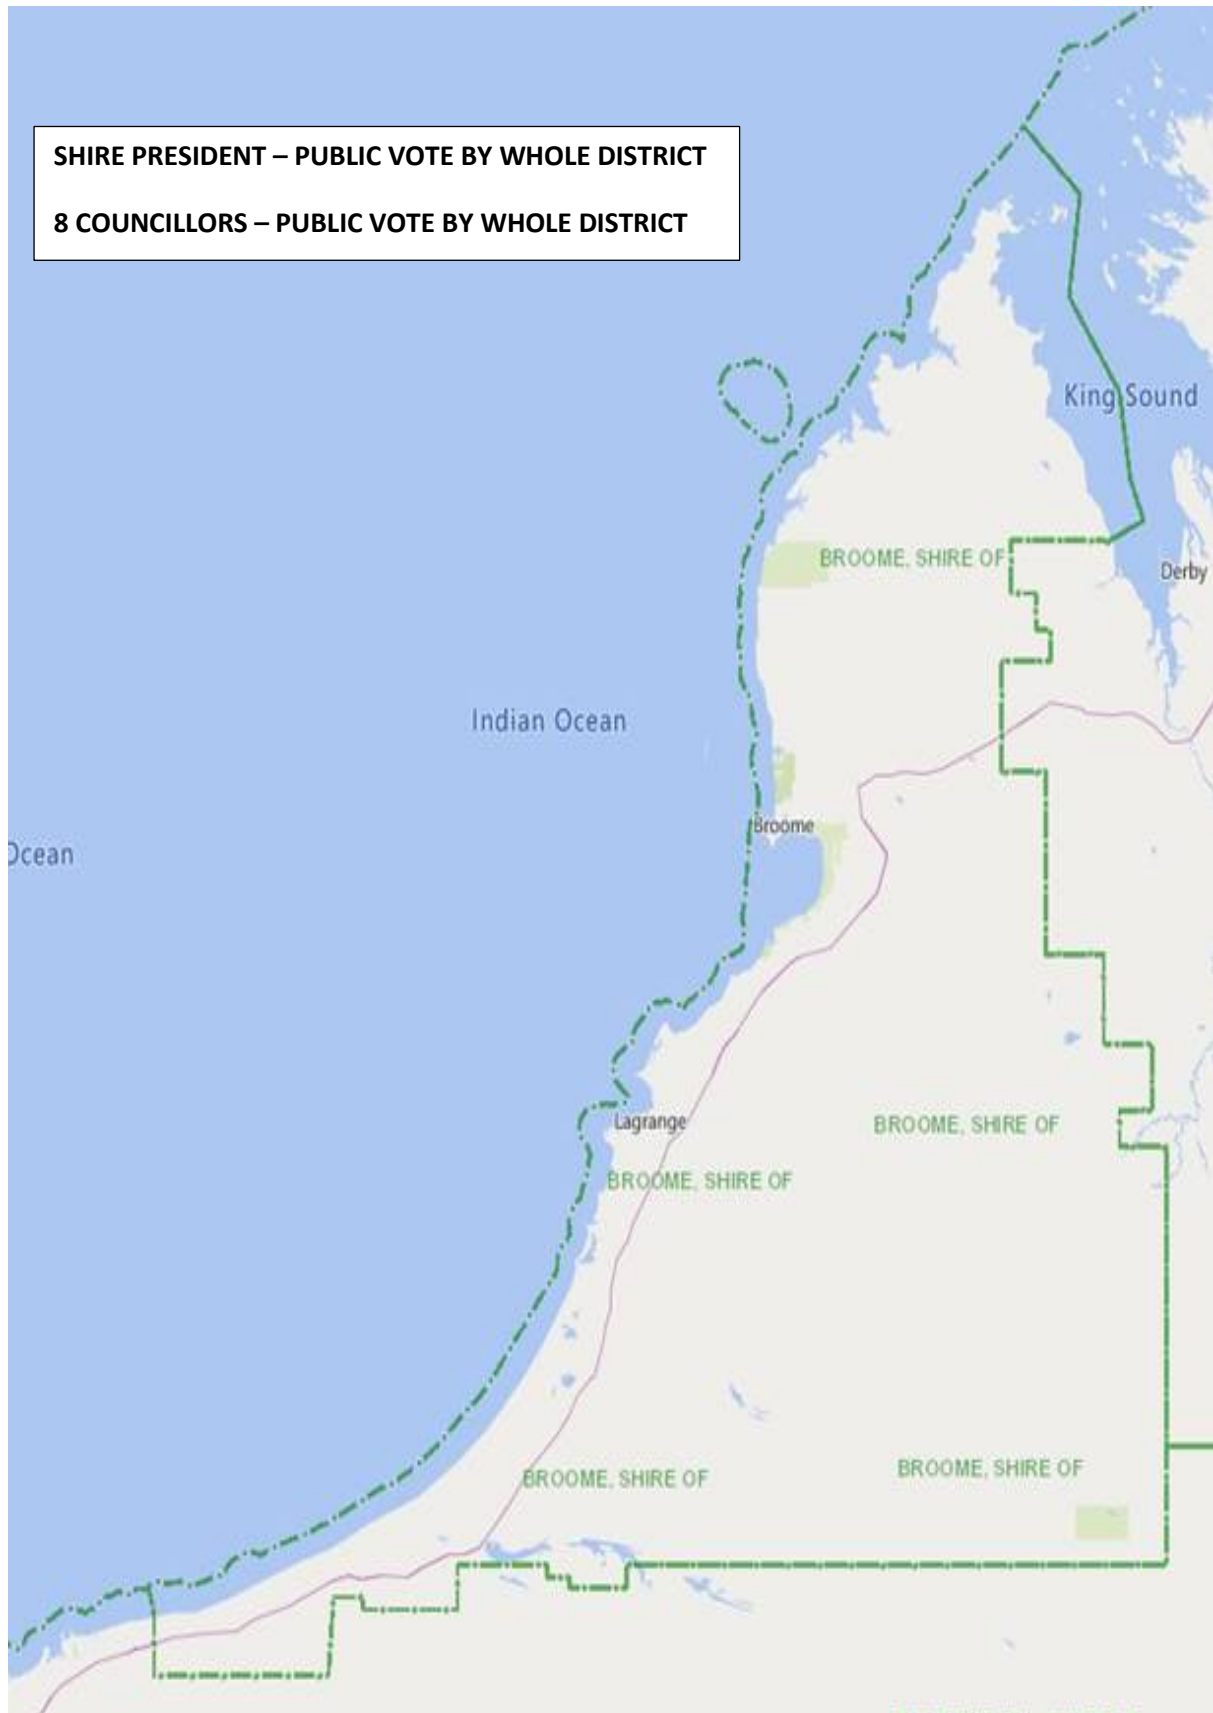 SHIRE PRESIDENT – PUBLIC VOTE BY WHOLE DISTRICT
8 COUNCILLORS – PUBLIC VOTE BY WHOLE DISTRICT
King Sound
BROOME, SHIRE OF
Derby
Indian Ocean
Broome
Ocean
Lagrange
BROOME, SHIRE OF
BROOME, SHIRE OF
BROOME, SHIRE OF
BROOME, SHIRE OF